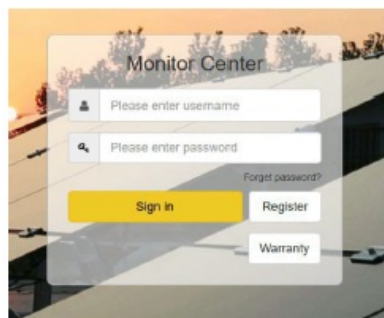 Monitor Center
Please enter username
Please enter password
Forget password?
Sign in Register
Warranty